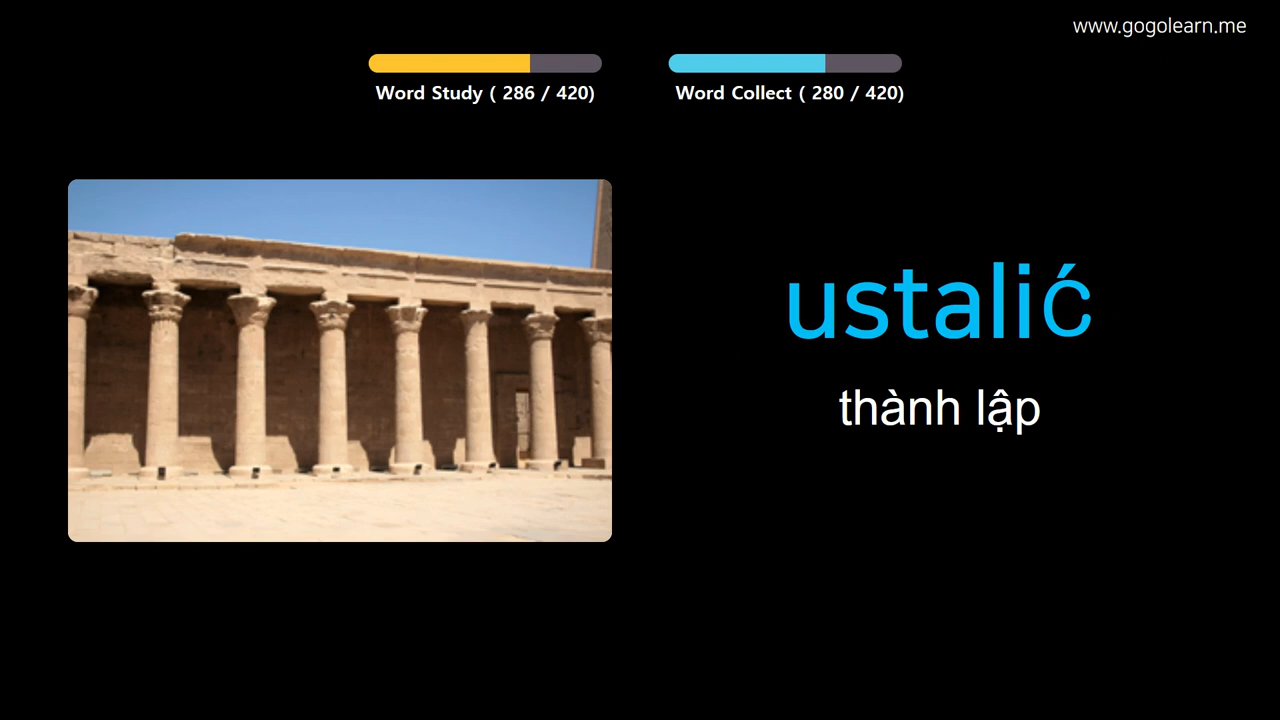 www.gogolearn.me
Word Study ( 286 / 420)
Word Collect ( 280 / 420)
ustalić
thành lập